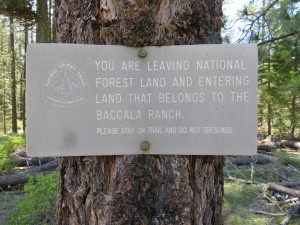 YOU ARE LEAVING NATIONAL
FOREST LAND AND ENTERING
LAND THAT BELONGS TO THE
BACCALA RANCH.
PLEASE STAY ON TRAIL AND DO NOT TRESPASS.